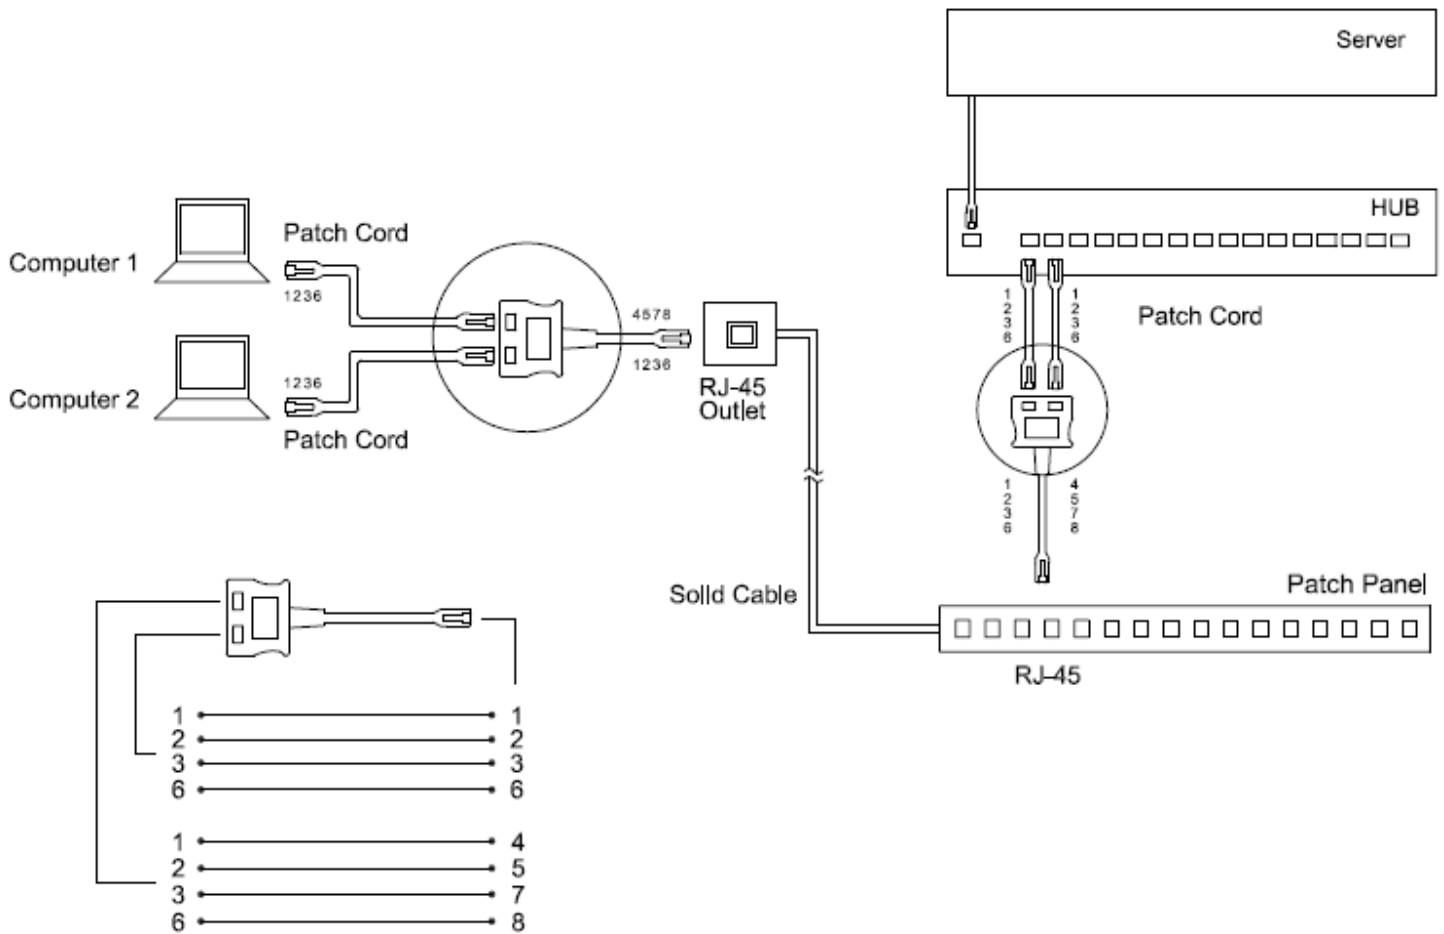 Server
HUB
Patch Cord
Computer 1
1236
4578
1
2
3
6
1
2
3
6
Patch Cord
1236
1236
Computer 2
RJ-45
Outlet
Patch Cord
1
2
3
6
4
5
7
8
Solid Cable
Patch Panel
RJ-45
1 1
2 2
3 3
6 6
1 4
2 5
3 7
6 8